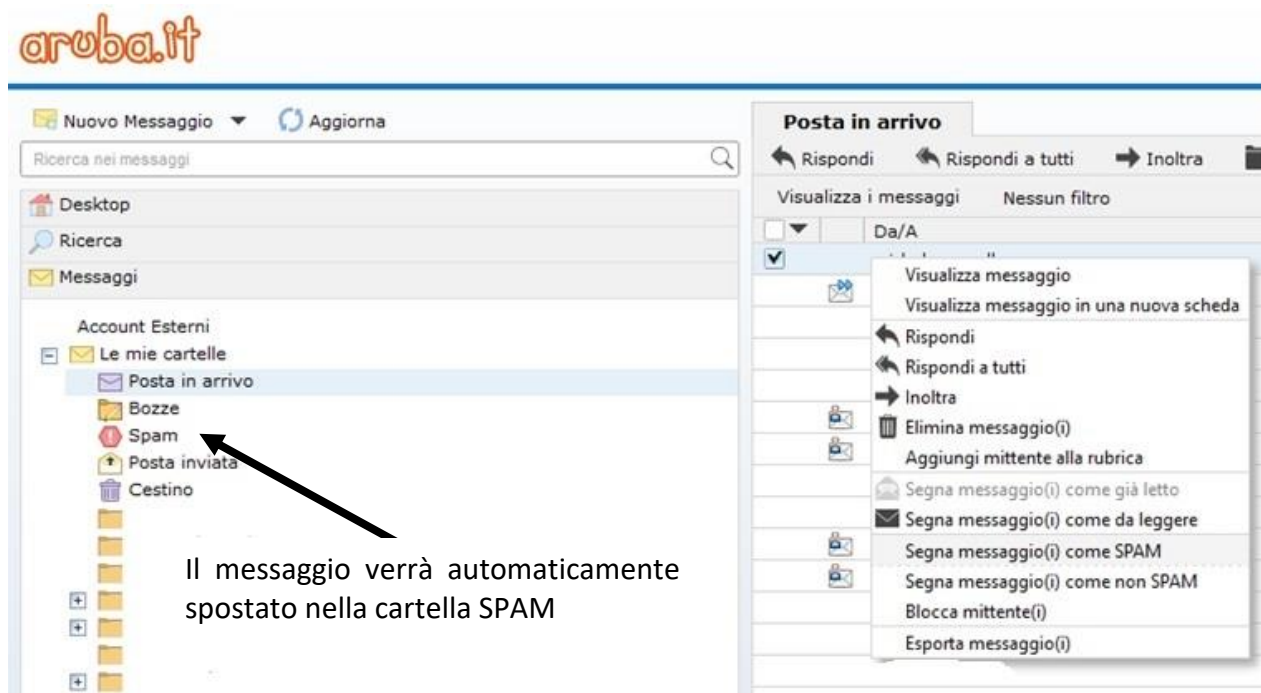 aruba.it
Nuovo Messaggio
Aggiorna
Ricerca nei messaggi
Desktop
Ricerca
Messaggi
Account Esterni
Le mie cartelle
Posta in arrivo
Bozze
Spam
Posta inviata
Cestino
Il messaggio verrà automaticamente
spostato nella cartella SPAM
Posta in arrivo
Rispondi
Rispondi a tutti
Inoltra
Visualizza i messaggi
Nessun filtro
Da/A
Visualizza messaggio
Visualizza messaggio in una nuova scheda
Rispondi
Rispondi a tutti
Inoltra
Elimina messaggio(i)
Aggiungi mittente alla rubrica
Segna messaggio(i) come già letto
Segna messaggio(i) come da leggere
Segna messaggio(i) come SPAM
Segna messaggio(i) come non SPAM
Blocca mittente(i)
Esporta messaggio(i)